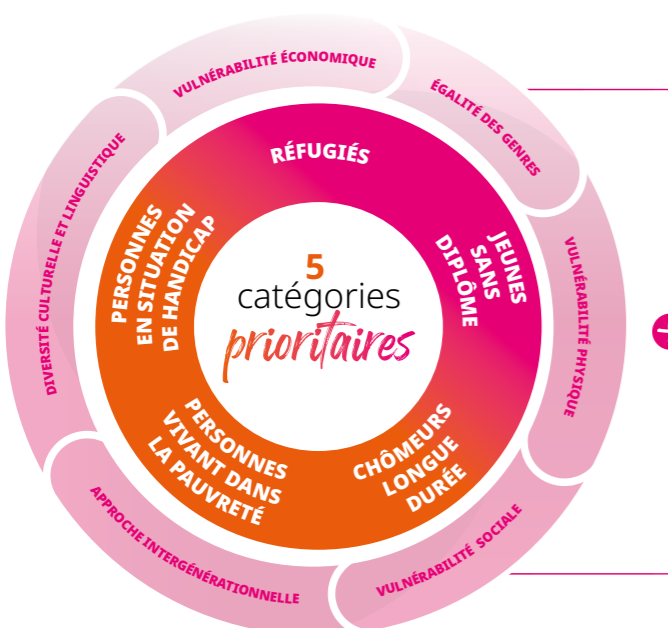 VULNÉRABILITÉ ÉCONOMIQUE
ÉGALITÉ DES GENRES
VULNÉRABILITÉ PHYSIQUE
VULNÉRABILITÉ SOCIALE
APPROCHE INTERGÉNÉRATIONNELLE
DIVERSITÉ CULTURELLE ET LINGUISTIQUE
RÉFUGIÉS
JEUNES
SANS
DIPLÔME
CHÔMEURS
LONGUE
DURÉE
PERSONNES
VIVANT DANS
LA PAUVRETÉ
PERSONNES
EN SITUATION
DE HANDICAP
5
catégories
prioritaires